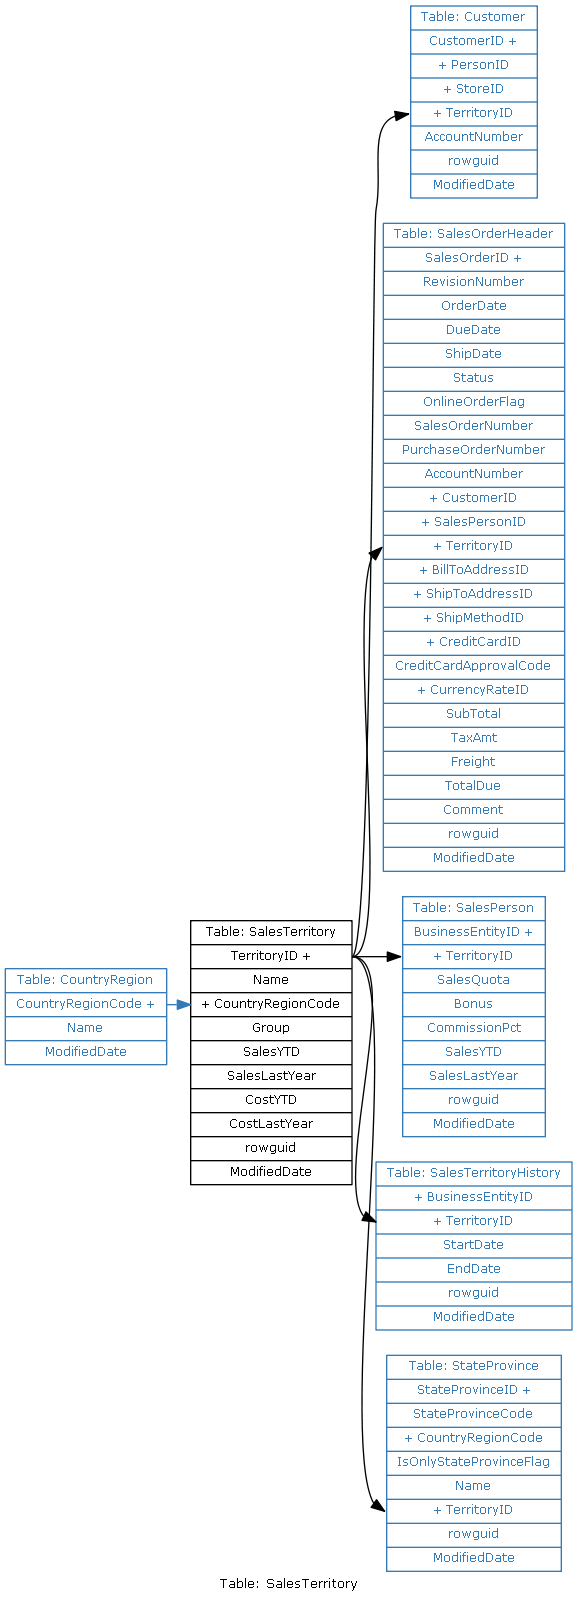 Table: Customer
CustomerID +
+ PersonID
+ StoreID
+ TerritoryID
AccountNumber
rowguid
ModifiedDate
Table: SalesOrderHeader
SalesOrderID +
RevisionNumber
OrderDate
DueDate
ShipDate
Status
OnlineOrderFlag
SalesOrderNumber
PurchaseOrderNumber
AccountNumber
+ CustomerID
+ SalesPersonID
+ TerritoryID
+ BillToAddressID
+ ShipToAddressID
+ ShipMethodID
+ CreditCardID
CreditCardApprovalCode
+ CurrencyRateID
SubTotal
TaxAmt
Freight
TotalDue
Comment
rowguid
ModifiedDate
Table: CountryRegion
CountryRegionCode +
Name
ModifiedDate
Table: SalesTerritory
TerritoryID +
Name
+ CountryRegionCode
Group
SalesYTD
SalesLastYear
CostYTD
CostLastYear
rowguid
ModifiedDate
Table: SalesPerson
BusinessEntityID +
+ TerritoryID
SalesQuota
Bonus
CommissionPct
SalesYTD
SalesLastYear
rowguid
ModifiedDate
Table: SalesTerritoryHistory
+ BusinessEntityID
+ TerritoryID
StartDate
EndDate
rowguid
ModifiedDate
Table: StateProvince
StateProvinceID +
StateProvinceCode
+ CountryRegionCode
IsOnlyStateProvinceFlag
Name
+ TerritoryID
rowguid
ModifiedDate
Table: SalesTerritory